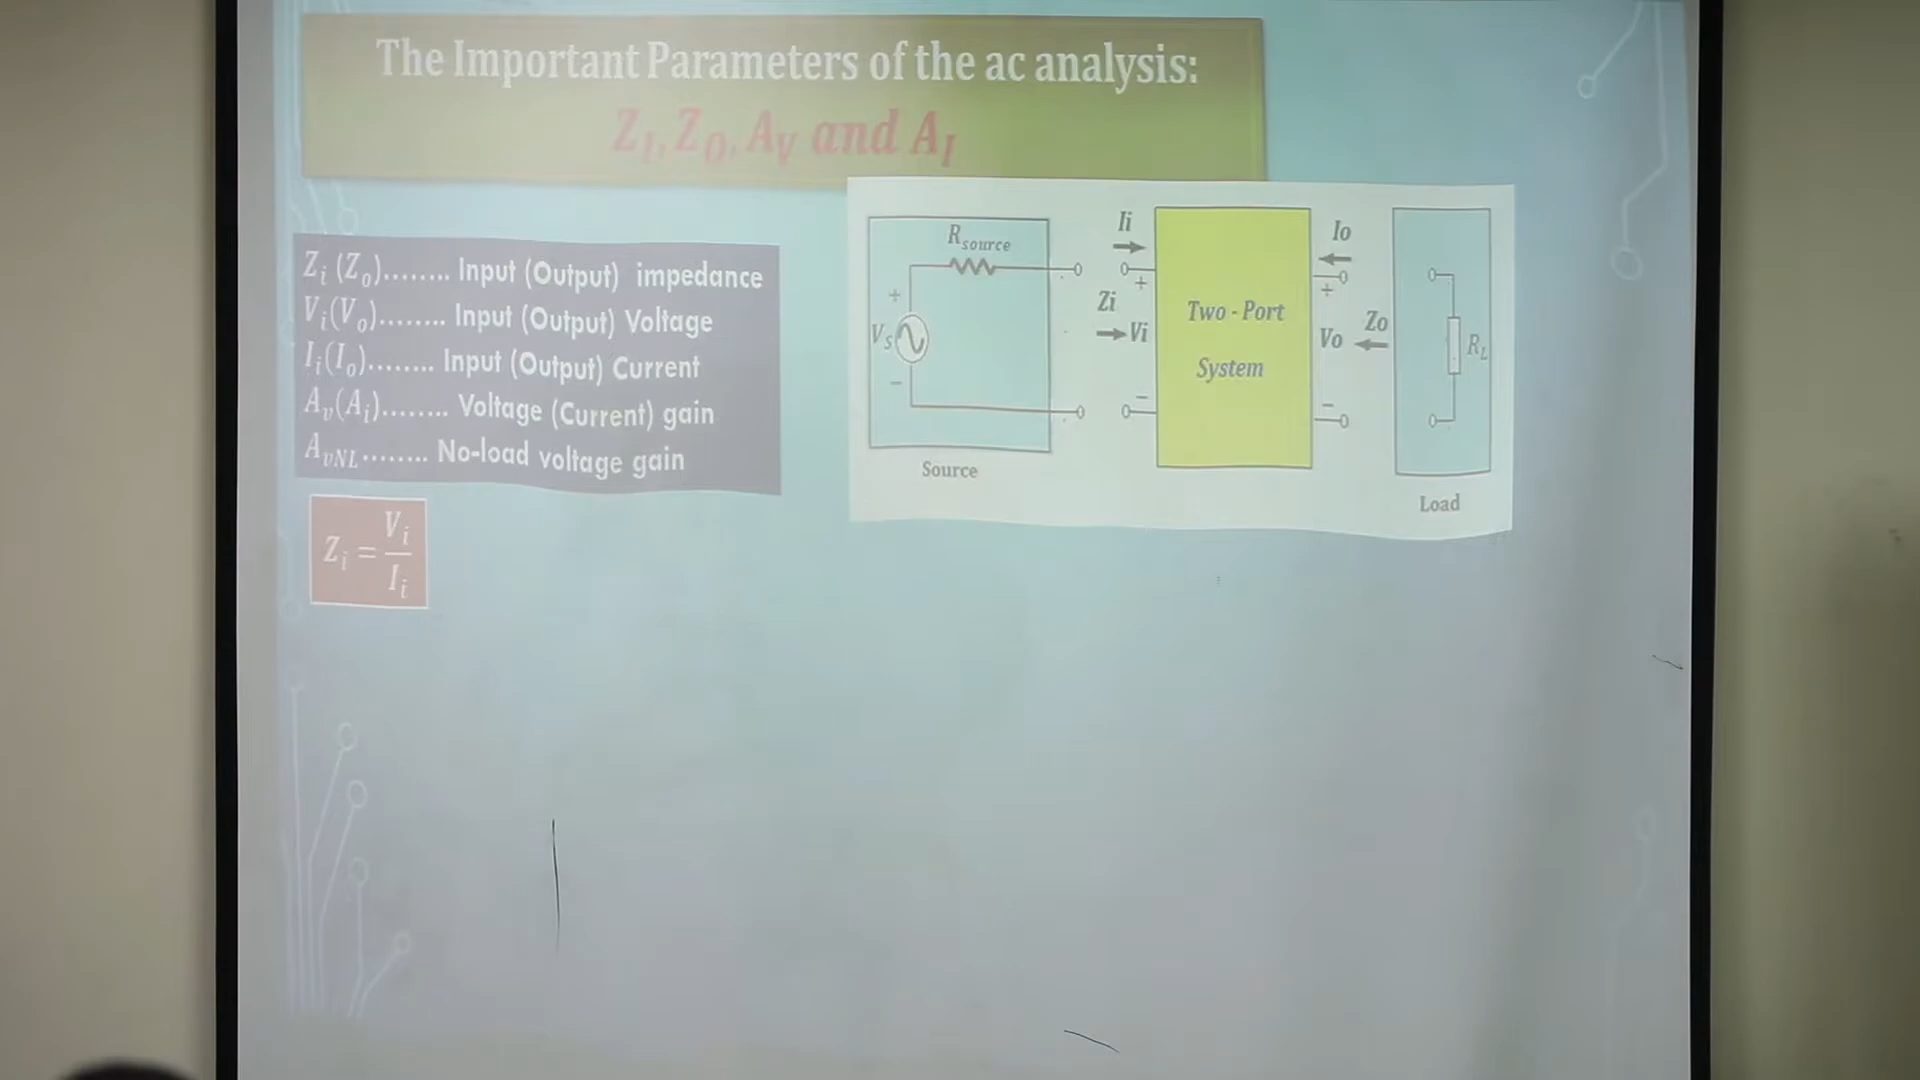 The Important Parameters of the ac analysis:
Z_I, Z_O, A_V and A_I
Z_i (Z_o)........ Input (Output) impedance
V_i(V_o)........ Input (Output) Voltage
I_i(I_o)........ Input (Output) Current
A_v(A_i)........ Voltage (Current) gain
A_vNL........ No-load voltage gain
Z_i = V_i / I_i
R_source
+
V_S
−
Source
Ii
+
Zi
Vi
−
Two - Port
System
Io
+
Vo
Zo
−
R_L
Load